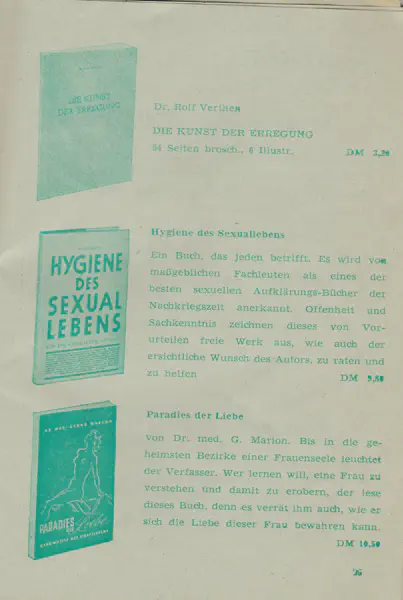 DIE KUNST
DER ERREGUNG
Dr. Rolf Verthen
DIE KUNST DER ERREGUNG
54 Seiten brosch., 6 Illustr. DM 2,20
HYGIENE
DES
SEXUAL
LEBENS
Hygiene des Sexuallebens
Ein Buch, das jeden betrifft. Es wird von
maßgeblichen Fachleuten als eines der
besten sexuellen Aufklärungs-Bücher der
Nachkriegszeit anerkannt. Offenheit und
Sachkenntnis zeichnen dieses von Vor-
urteilen freie Werk aus, wie auch der
ersichtliche Wunsch des Autors, zu raten und
zu helfen DM 9,60
PARADIES
DER Liebe
Paradies der Liebe
von Dr. med. G. Marion. Bis in die ge-
heimsten Bezirke einer Frauenseele leuchtet
der Verfasser. Wer lernen will, eine Frau zu
verstehen und damit zu erobern, der lese
dieses Buch, denn es verrät ihm auch, wie er
sich die Liebe dieser Frau bewahren kann.
DM 10,50